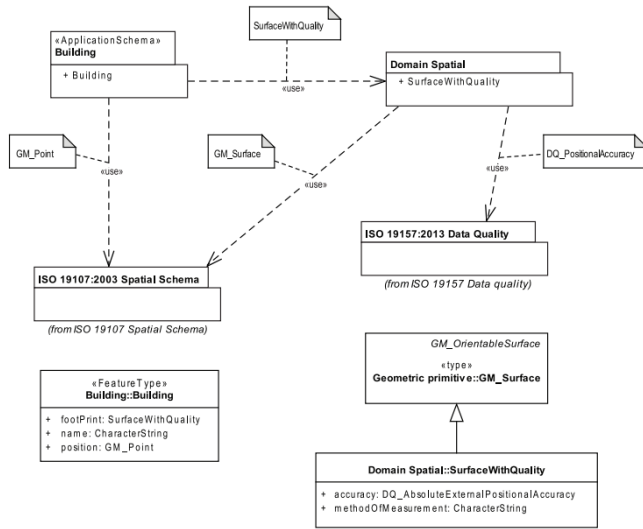 SurfaceWithQuality
«ApplicationSchema»
Building
+ Building
Domain Spatial
+ SurfaceWithQuality
«use»
GM_Point
GM_Surface
DQ_PositionalAccuracy
«use»
«use»
«use»
ISO 19157:2013 Data Quality
(from ISO 19157 Data quality)
ISO 19107:2003 Spatial Schema
(from ISO 19107 Spatial Schema)
GM_OrientableSurface
«type»
Geometric primitive::GM_Surface
«FeatureType»
Building::Building
+ footPrint: SurfaceWithQuality
+ name: CharacterString
+ position: GM_Point
Domain Spatial::SurfaceWithQuality
+ accuracy: DQ_AbsoluteExternalPositionalAccuracy
+ methodOfMeasurement: CharacterString